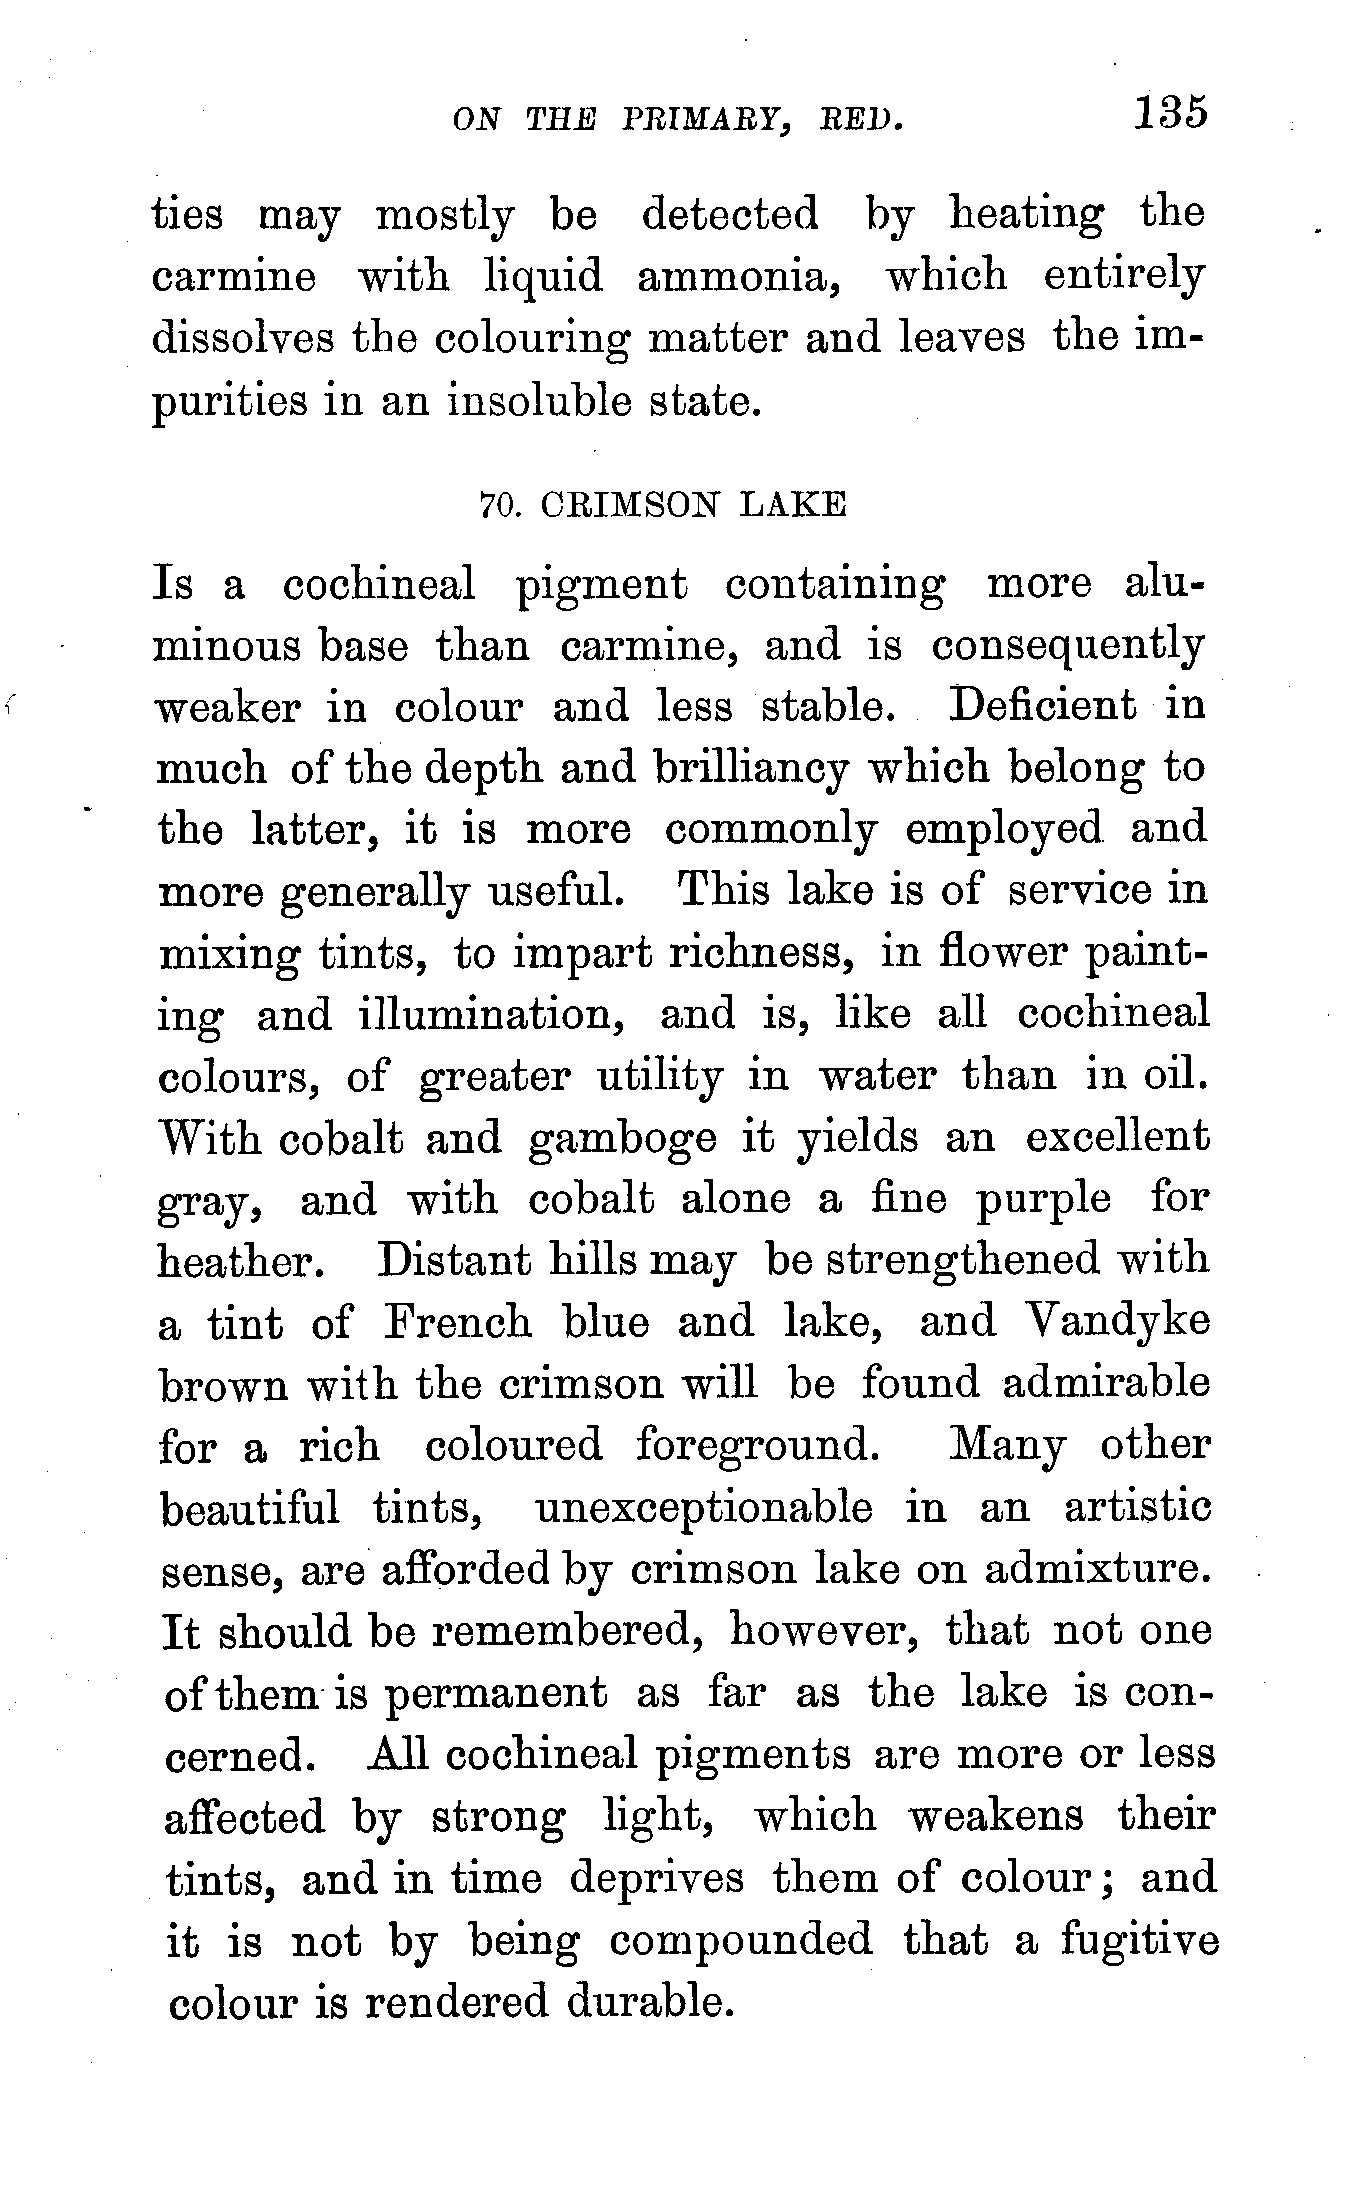 ON THE PRIMARY, RED. 135
ties may mostly be detected by heating the
carmine with liquid ammonia, which entirely
dissolves the colouring matter and leaves the im-
purities in an insoluble state.
70. CRIMSON LAKE
Is a cochineal pigment containing more alu-
minous base than carmine, and is consequently
weaker in colour and less stable. Deficient in
much of the depth and brilliancy which belong to
the latter, it is more commonly employed and
more generally useful. This lake is of service in
mixing tints, to impart richness, in flower paint-
ing and illumination, and is, like all cochineal
colours, of greater utility in water than in oil.
With cobalt and gamboge it yields an excellent
gray, and with cobalt alone a fine purple for
heather. Distant hills may be strengthened with
a tint of French blue and lake, and Vandyke
brown with the crimson will be found admirable
for a rich coloured foreground. Many other
beautiful tints, unexceptionable in an artistic
sense, are afforded by crimson lake on admixture.
It should be remembered, however, that not one
of them is permanent as far as the lake is con-
cerned. All cochineal pigments are more or less
affected by strong light, which weakens their
tints, and in time deprives them of colour; and
it is not by being compounded that a fugitive
colour is rendered durable.